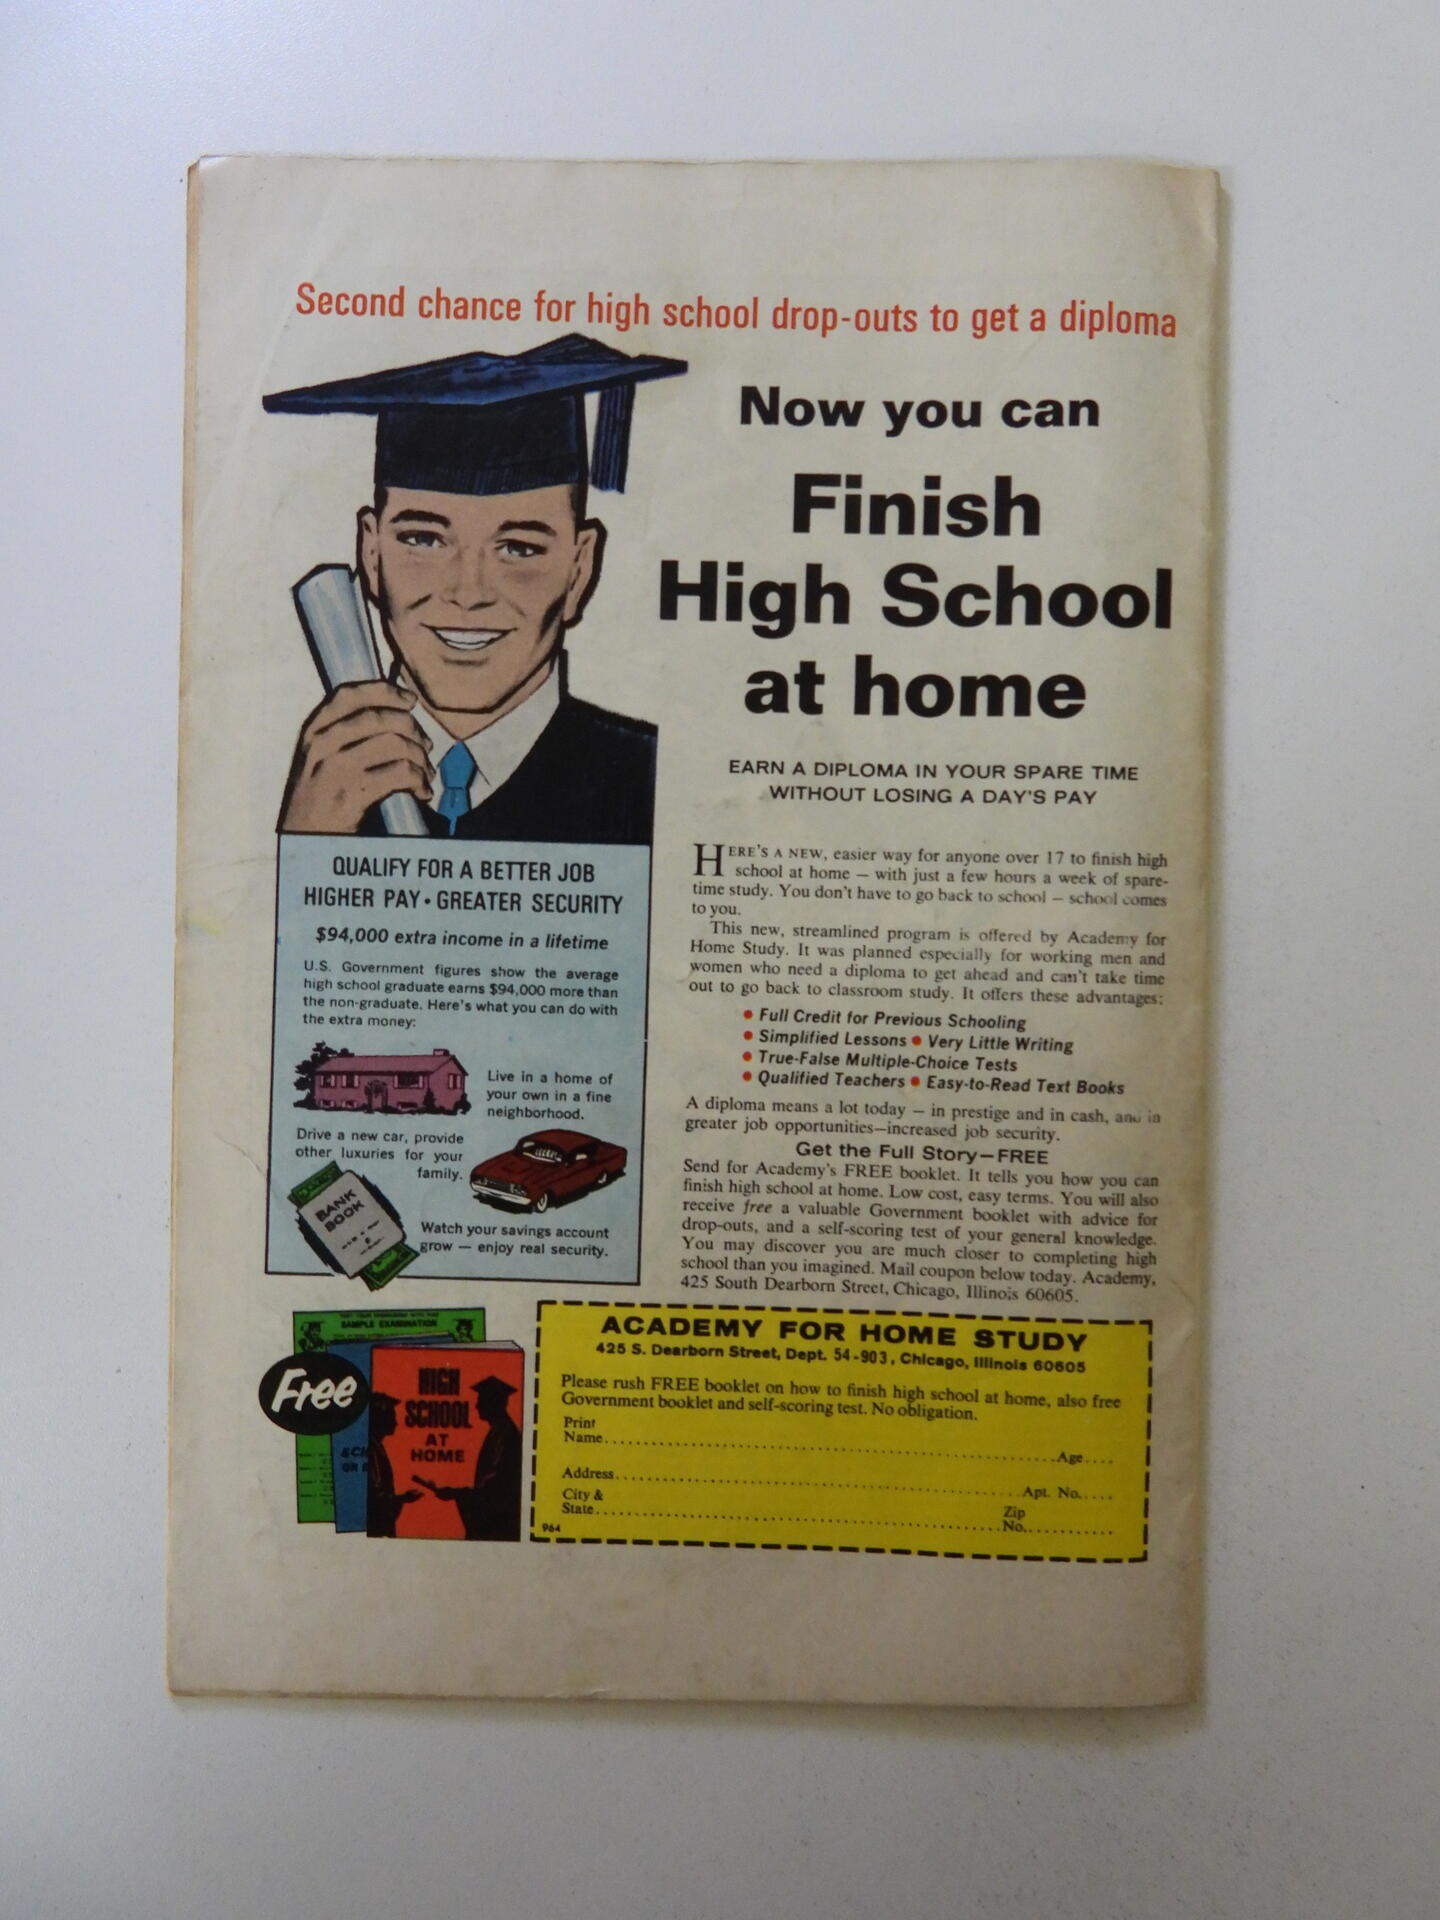 Second chance for high school drop-outs to get a diploma
Now you can
Finish
High School
at home
EARN A DIPLOMA IN YOUR SPARE TIME
WITHOUT LOSING A DAY'S PAY
QUALIFY FOR A BETTER JOB
HIGHER PAY • GREATER SECURITY
$94,000 extra income in a lifetime
U.S. Government figures show the average
high school graduate earns $94,000 more than
the non-graduate. Here's what you can do with
the extra money:
Live in a home of
your own in a fine
neighborhood.
Drive a new car, provide
other luxuries for your
family.
BANK
BOOK
Watch your savings account
grow — enjoy real security.
HERE'S A NEW, easier way for anyone over 17 to finish high
school at home — with just a few hours a week of spare-
time study. You don't have to go back to school — school comes
to you.
This new, streamlined program is offered by Academy for
Home Study. It was planned especially for working men and
women who need a diploma to get ahead and can't take time
out to go back to classroom study. It offers these advantages:
• Full Credit for Previous Schooling
• Simplified Lessons • Very Little Writing
• True-False Multiple-Choice Tests
• Qualified Teachers • Easy-to-Read Text Books
A diploma means a lot today — in prestige and in cash, and in
greater job opportunities—increased job security.
Get the Full Story—FREE
Send for Academy's FREE booklet. It tells you how you can
finish high school at home. Low cost, easy terms. You will also
receive free a valuable Government booklet with advice for
drop-outs, and a self-scoring test of your general knowledge.
You may discover you are much closer to completing high
school than you imagined. Mail coupon below today. Academy,
425 South Dearborn Street, Chicago, Illinois 60605.
SAMPLE EXAMINATION
Free
HIGH
SCHOOL
AT
HOME
ACADEMY FOR HOME STUDY
425 S. Dearborn Street, Dept. 54-903, Chicago, Illinois 60605
Please rush FREE booklet on how to finish high school at home, also free
Government booklet and self-scoring test. No obligation.
Print
Name.....Age....
Address.....Apt. No.....
City &
State.....Zip
No.....
964